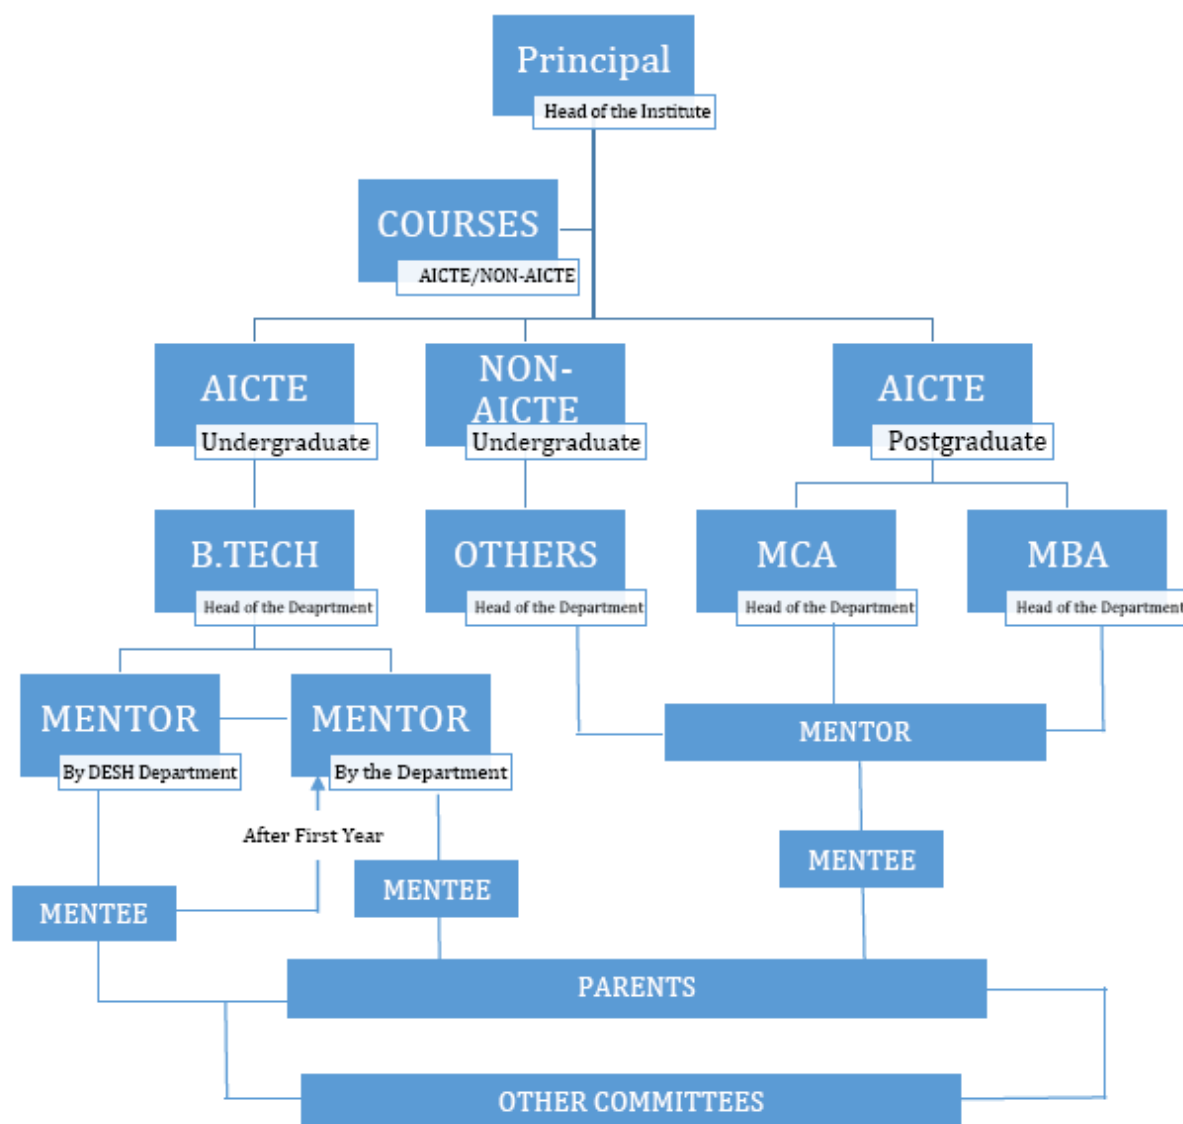 Principal
Head of the Institute
COURSES
AICTE/NON-AICTE
AICTE
Undergraduate
NON-
AICTE
Undergraduate
AICTE
Postgraduate
B.TECH
Head of the Deaprtment
OTHERS
Head of the Department
MCA
Head of the Department
MBA
Head of the Department
MENTOR
By DESH Department
MENTOR
By the Department
MENTOR
After First Year
MENTEE
MENTEE
MENTEE
PARENTS
OTHER COMMITTEES